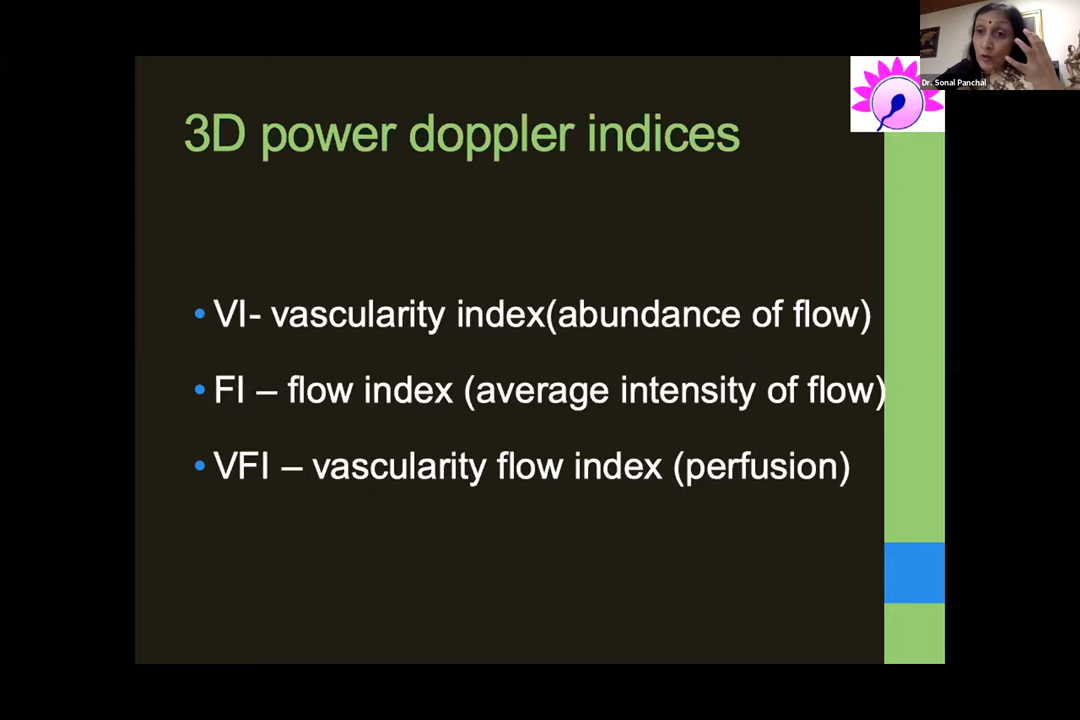 Dr. Sonal Panchal
3D power doppler indices
• VI- vascularity index(abundance of flow)
• FI – flow index (average intensity of flow)
• VFI – vascularity flow index (perfusion)